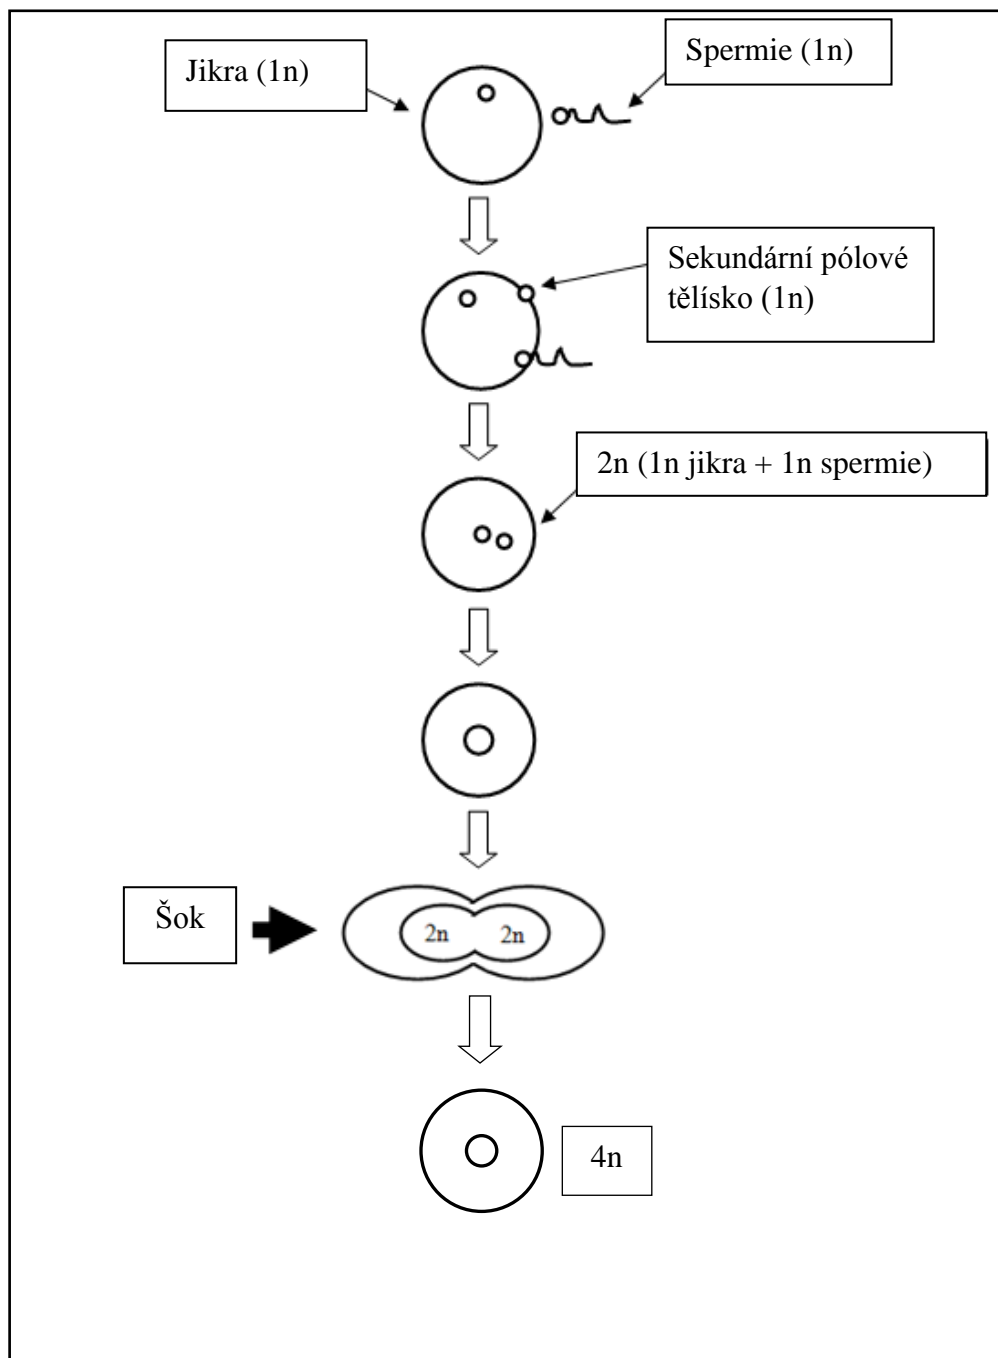 Jikra (1n)
Spermie (1n)
Sekundární pólové
tělísko (1n)
2n (1n jikra + 1n spermie)
Šok
2n 2n
4n